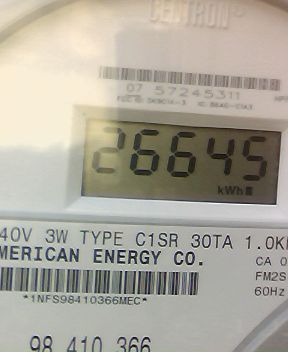 CENTRON
07 57245311
26645
kWh
40V 3W TYPE C1SR 30TA 1.0K
MERICAN ENERGY CO.
CA 0
FM2S
*1NFS98410366MEC*
60Hz
98 410 366